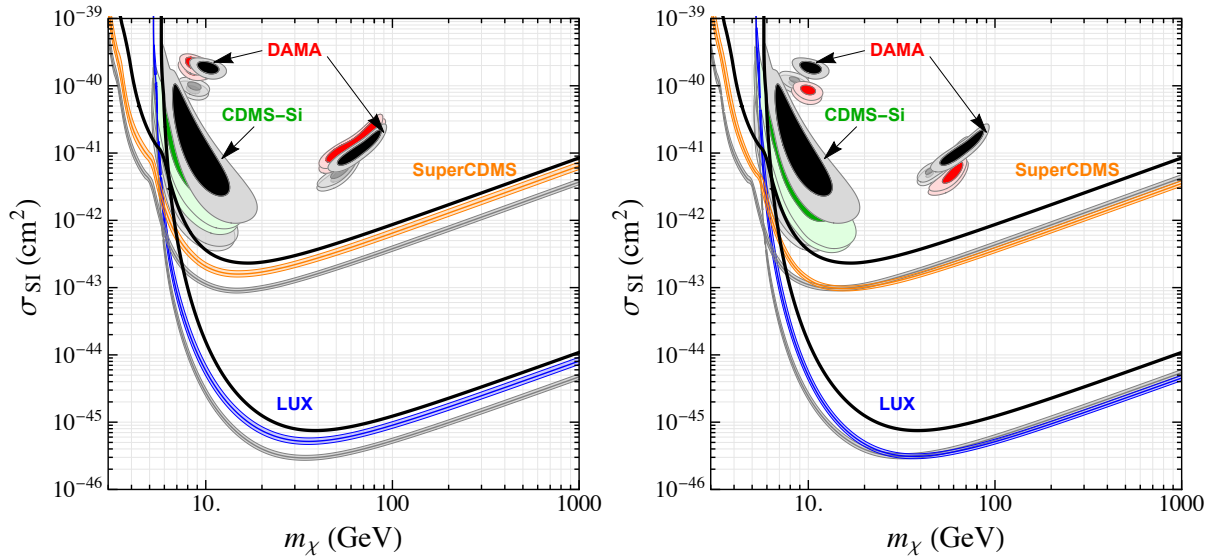 10⁻³⁹
10⁻⁴⁰
10⁻⁴¹
10⁻⁴²
10⁻⁴³
10⁻⁴⁴
10⁻⁴⁵
10⁻⁴⁶
σ SI (cm²)
DAMA
CDMS–Si
SuperCDMS
LUX
10. 100 1000
mχ (GeV)
10⁻³⁹
10⁻⁴⁰
10⁻⁴¹
10⁻⁴²
10⁻⁴³
10⁻⁴⁴
10⁻⁴⁵
10⁻⁴⁶
σ SI (cm²)
DAMA
CDMS–Si
SuperCDMS
LUX
10. 100 1000
mχ (GeV)